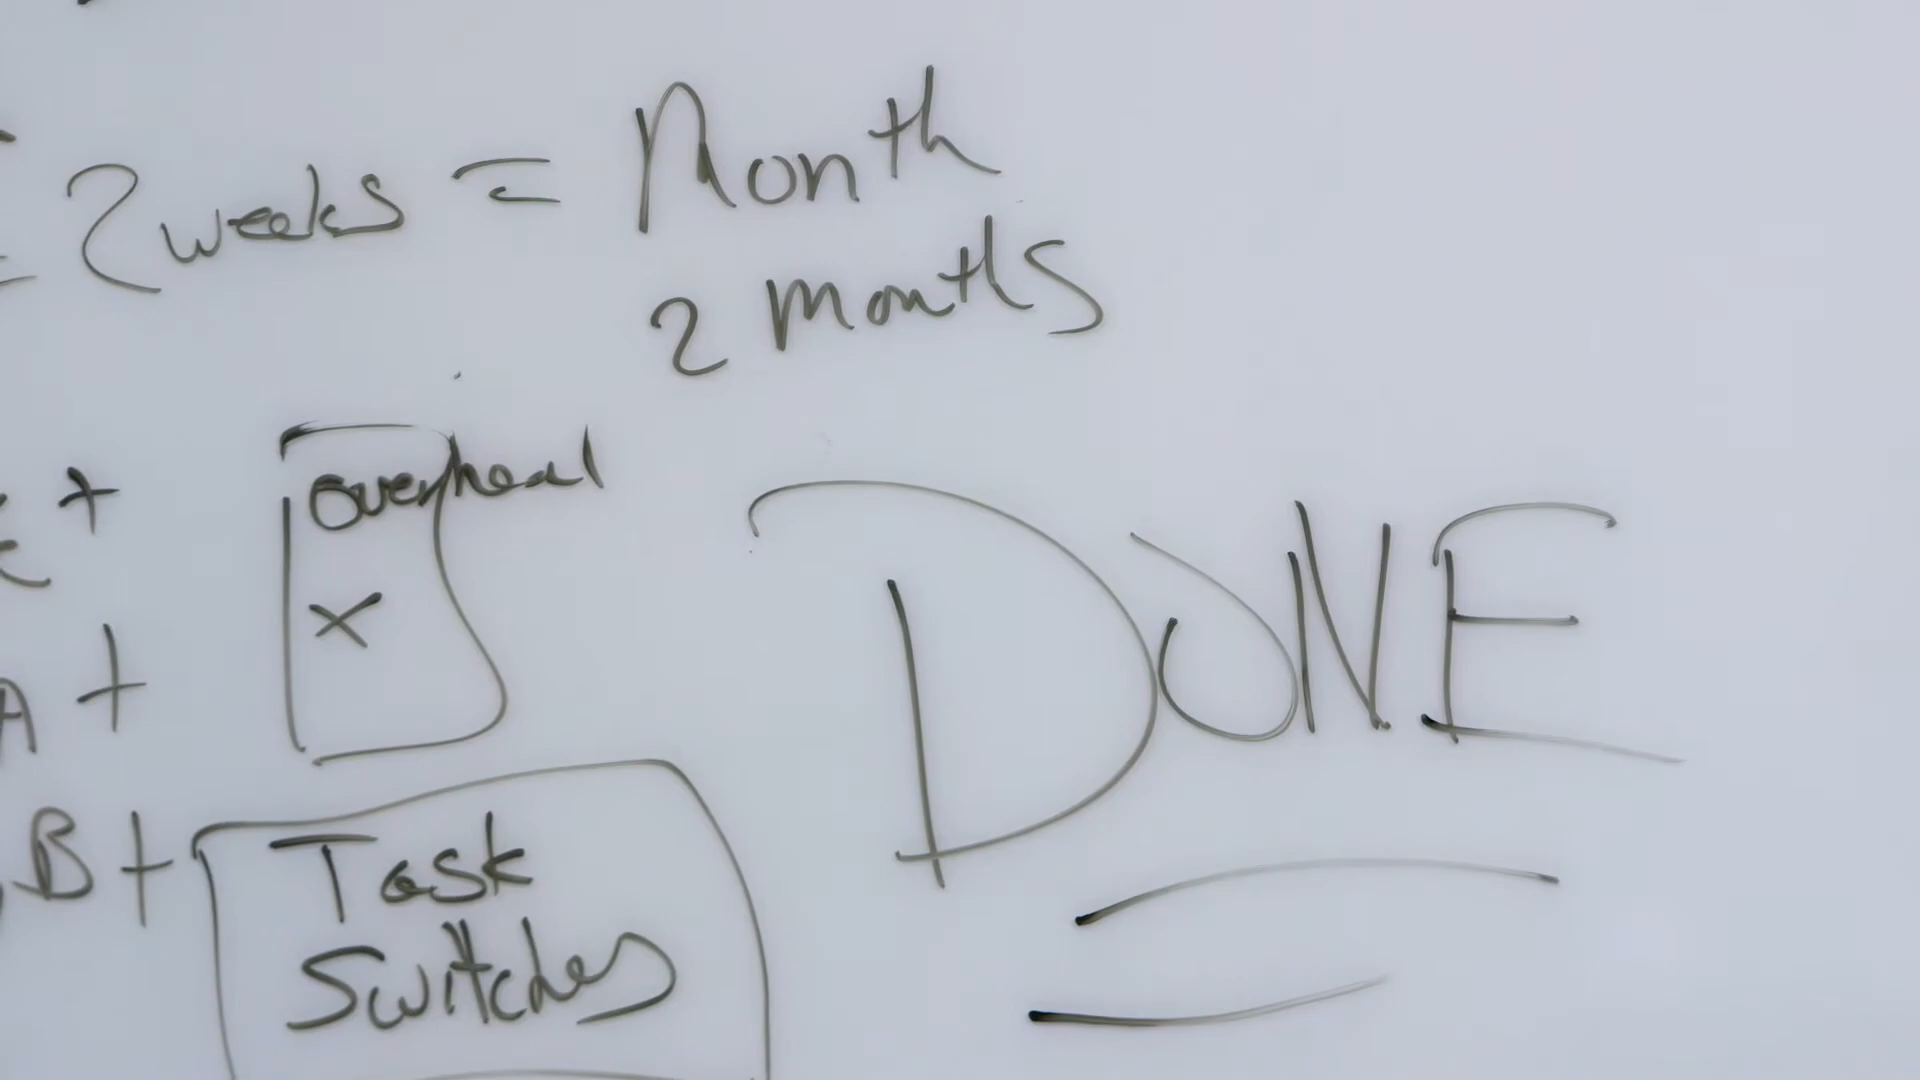 = 2 weeks = Month
2 months
+ overhead
x
A +
B + Task
Switches
DONE